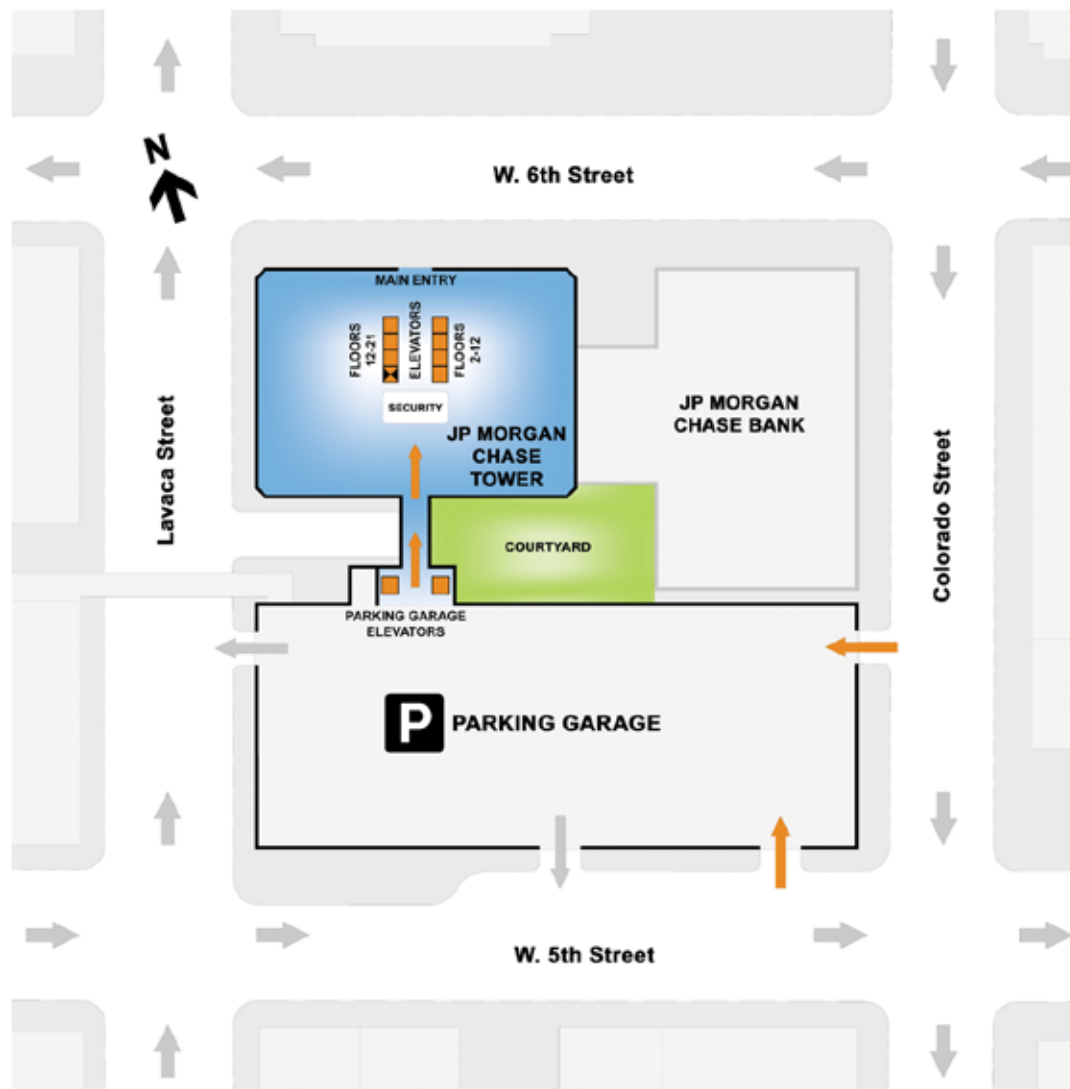 N
W. 6th Street
MAIN ENTRY
FLOORS
12-21
ELEVATORS
FLOORS
2-12
SECURITY
JP MORGAN
CHASE
TOWER
JP MORGAN
CHASE BANK
Lavaca Street
Colorado Street
COURTYARD
PARKING GARAGE
ELEVATORS
P PARKING GARAGE
W. 5th Street